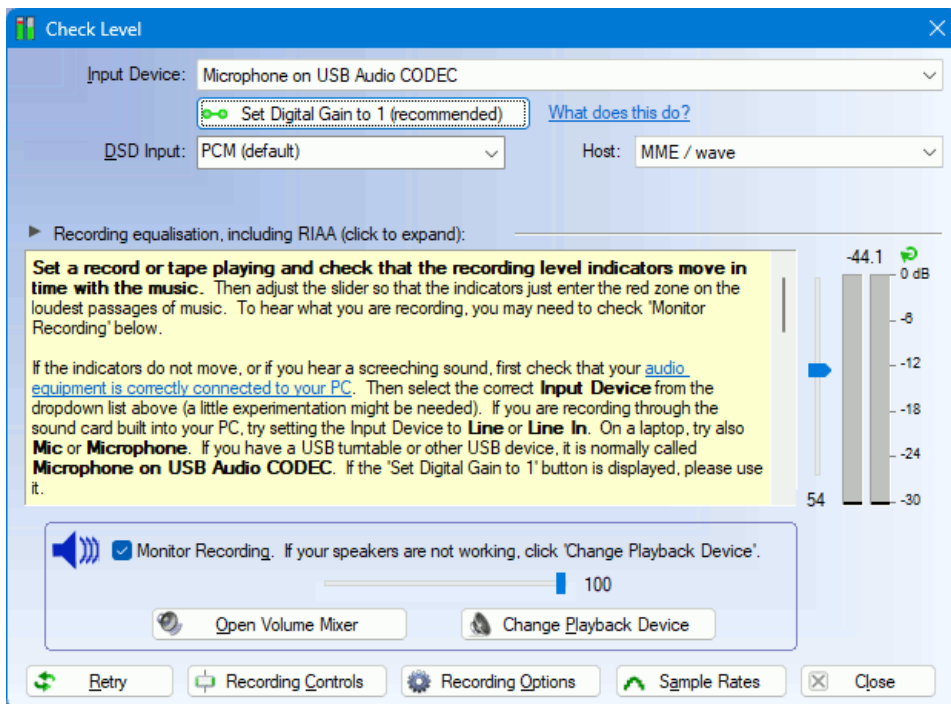 Check Level
Input Device: Microphone on USB Audio CODEC
Set Digital Gain to 1 (recommended) What does this do?
DSD Input: PCM (default) Host: MME / wave
Recording equalisation, including RIAA (click to expand):
Set a record or tape playing and check that the recording level indicators move in
time with the music. Then adjust the slider so that the indicators just enter the red zone on the
loudest passages of music. To hear what you are recording, you may need to check 'Monitor
Recording' below.
If the indicators do not move, or if you hear a screeching sound, first check that your audio
equipment is correctly connected to your PC. Then select the correct Input Device from the
dropdown list above (a little experimentation might be needed). If you are recording through the
sound card built into your PC, try setting the Input Device to Line or Line In. On a laptop, try also
Mic or Microphone. If you have a USB turntable or other USB device, it is normally called
Microphone on USB Audio CODEC. If the 'Set Digital Gain to 1' button is displayed, please use
it.
-44.1
0 dB
-6
-12
-18
-24
54 -30
Monitor Recording. If your speakers are not working, click 'Change Playback Device'.
100
Open Volume Mixer Change Playback Device
Retry Recording Controls Recording Options Sample Rates Close